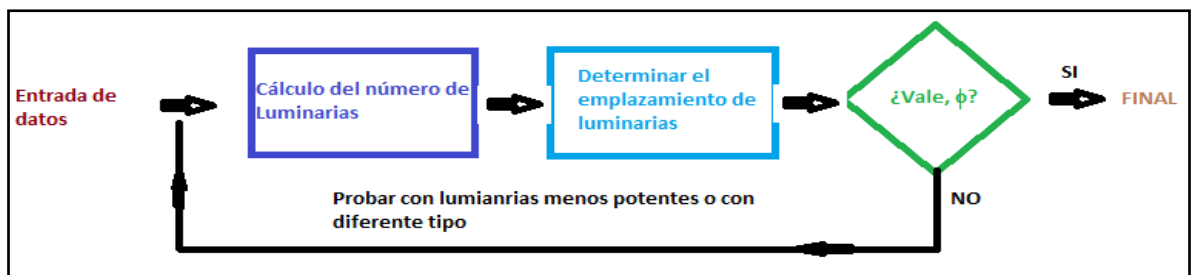 Entrada de
datos
Cálculo del número de
Luminarias
Determinar el
emplazamiento de
luminarias
¿Vale, ϕ?
SI
FINAL
NO
Probar con lumianrias menos potentes o con
diferente tipo